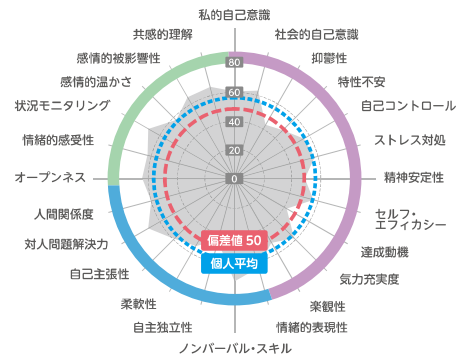 私的自己意識
社会的自己意識
抑鬱性
特性不安
自己コントロール
ストレス対処
精神安定性
セルフ・
エフィカシー
達成動機
気力充実度
楽観性
情緒的表現性
ノンバーバル・スキル
自主独立性
柔軟性
自己主張性
対人問題解決力
人間関係度
オープンネス
情緒的感受性
状況モニタリング
感情的温かさ
感情的被影響性
共感的理解
80
60
40
20
0
偏差値 50
個人平均